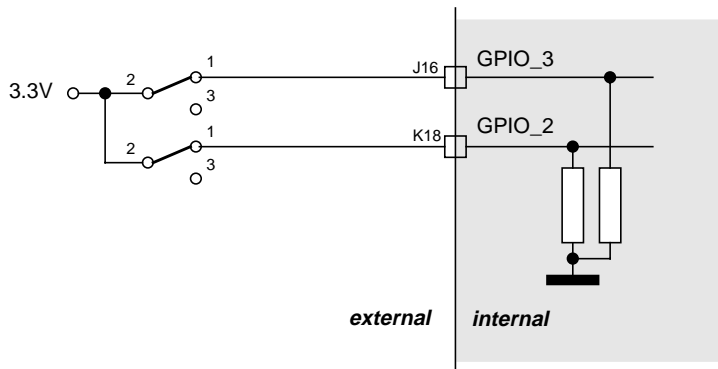 1
J16
GPIO_3
3.3V
2
3
1
K18
GPIO_2
2
3
external
internal